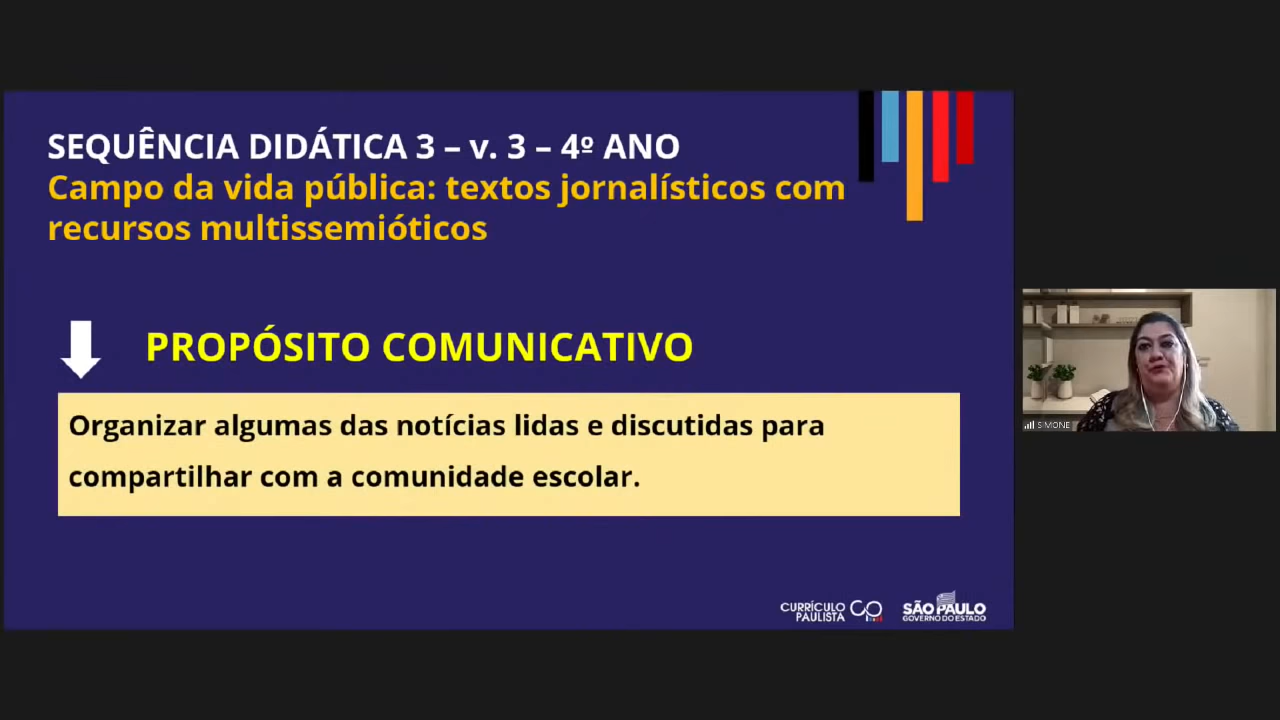 SEQUÊNCIA DIDÁTICA 3 – v. 3 – 4º ANO
Campo da vida pública: textos jornalísticos com
recursos multissemióticos
PROPÓSITO COMUNICATIVO
Organizar algumas das notícias lidas e discutidas para
compartilhar com a comunidade escolar.
SIMONE
CURRÍCULO
PAULISTA
SÃO PAULO
GOVERNO DO ESTADO